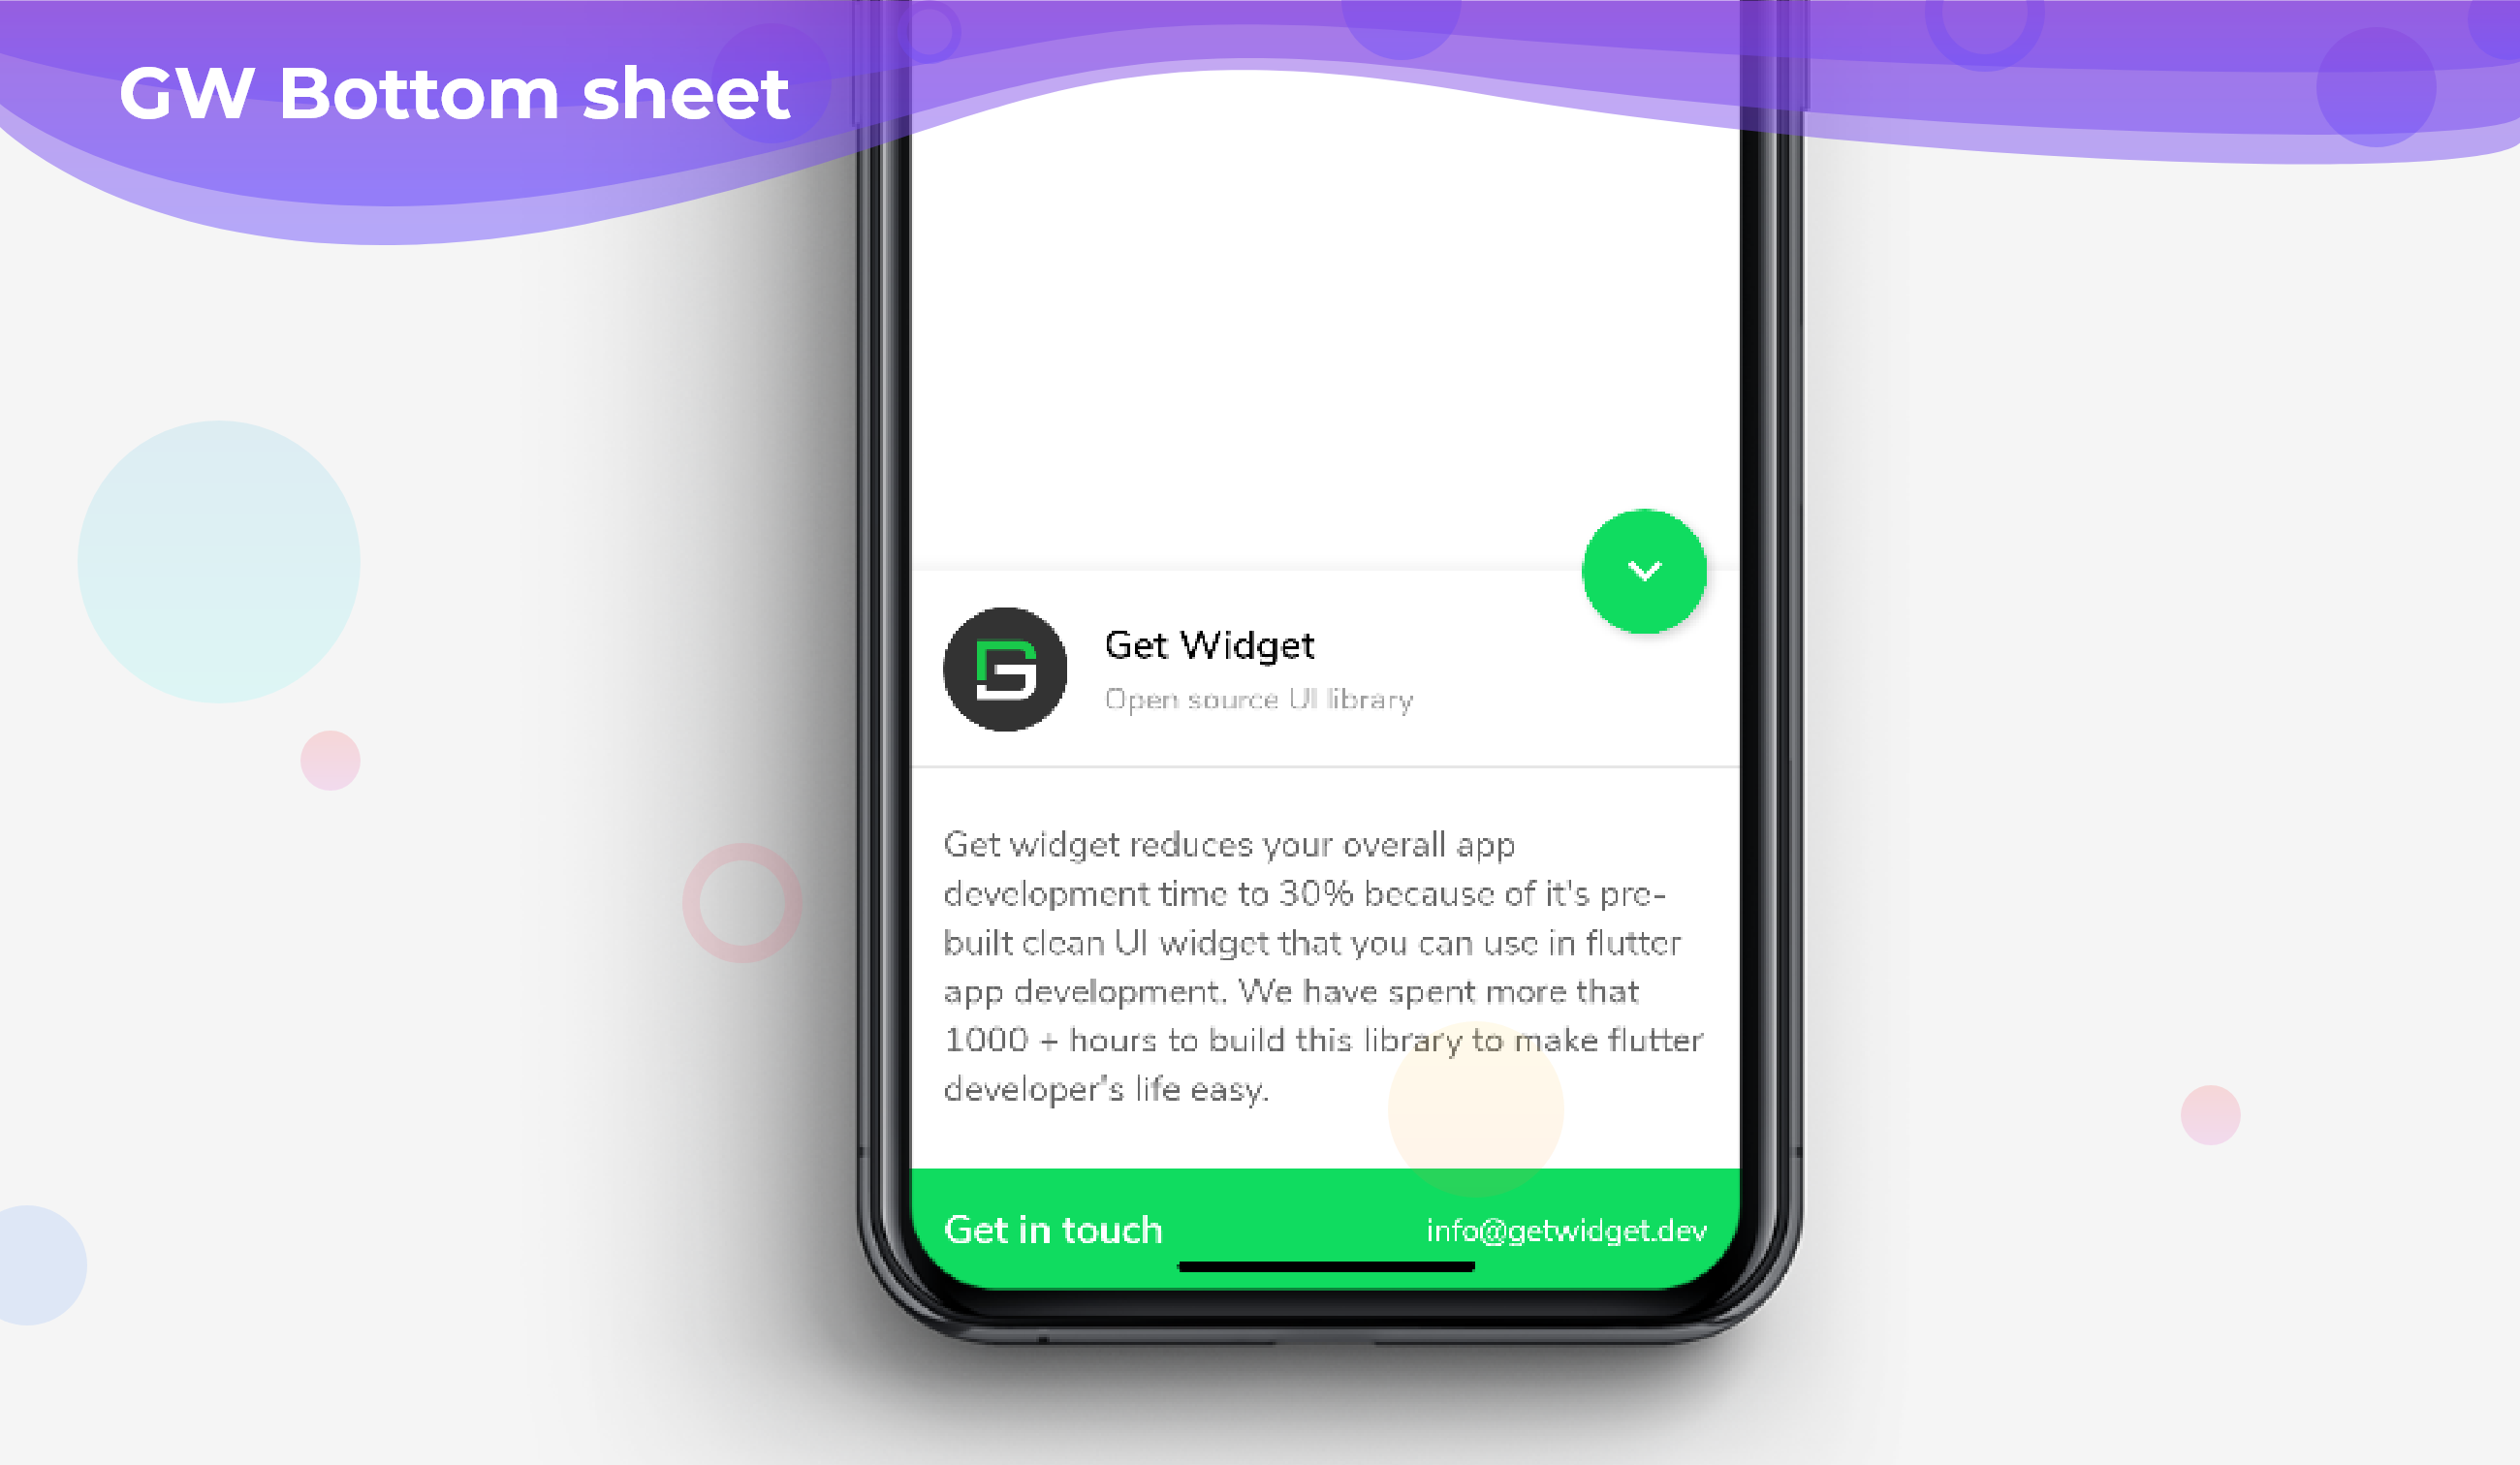 GW Bottom sheet
Get Widget
Open source UI library
Get widget reduces your overall app
development time to 30% because of it's pre-
built clean UI widget that you can use in flutter
app development. We have spent more that
1000 + hours to build this library to make flutter
developer's life easy.
Get in touch
info@getwidget.dev